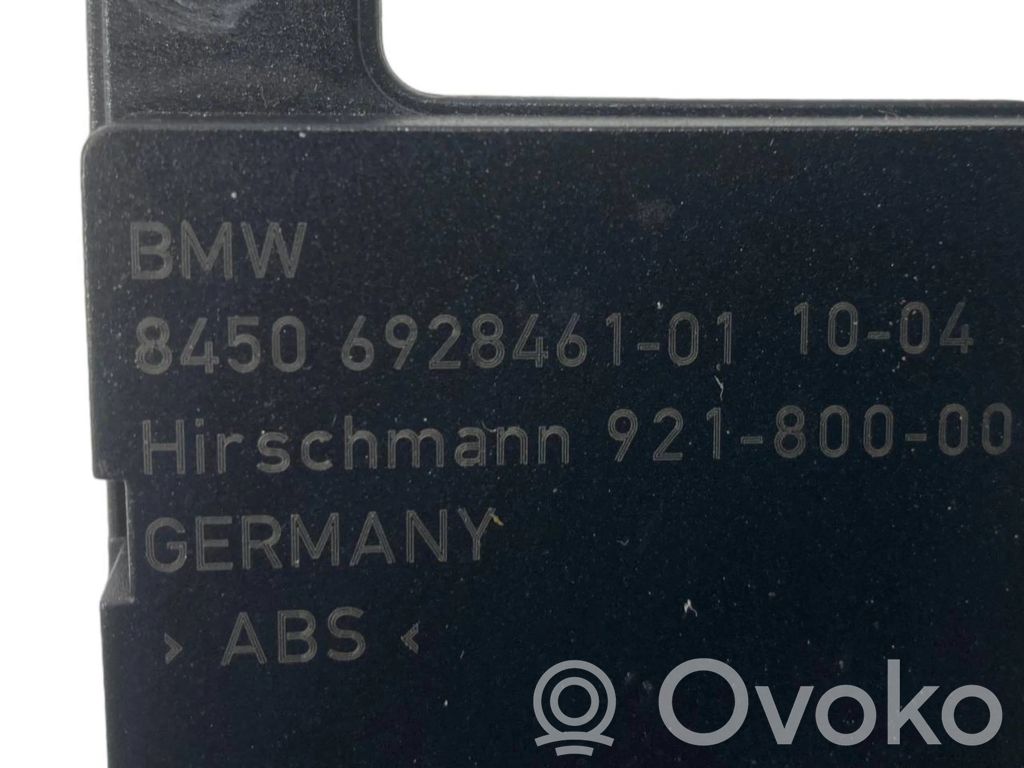 BMW
8450 6928461-01 10-04
Hirschmann 921-800-00
GERMANY
> ABS <
Ovoko